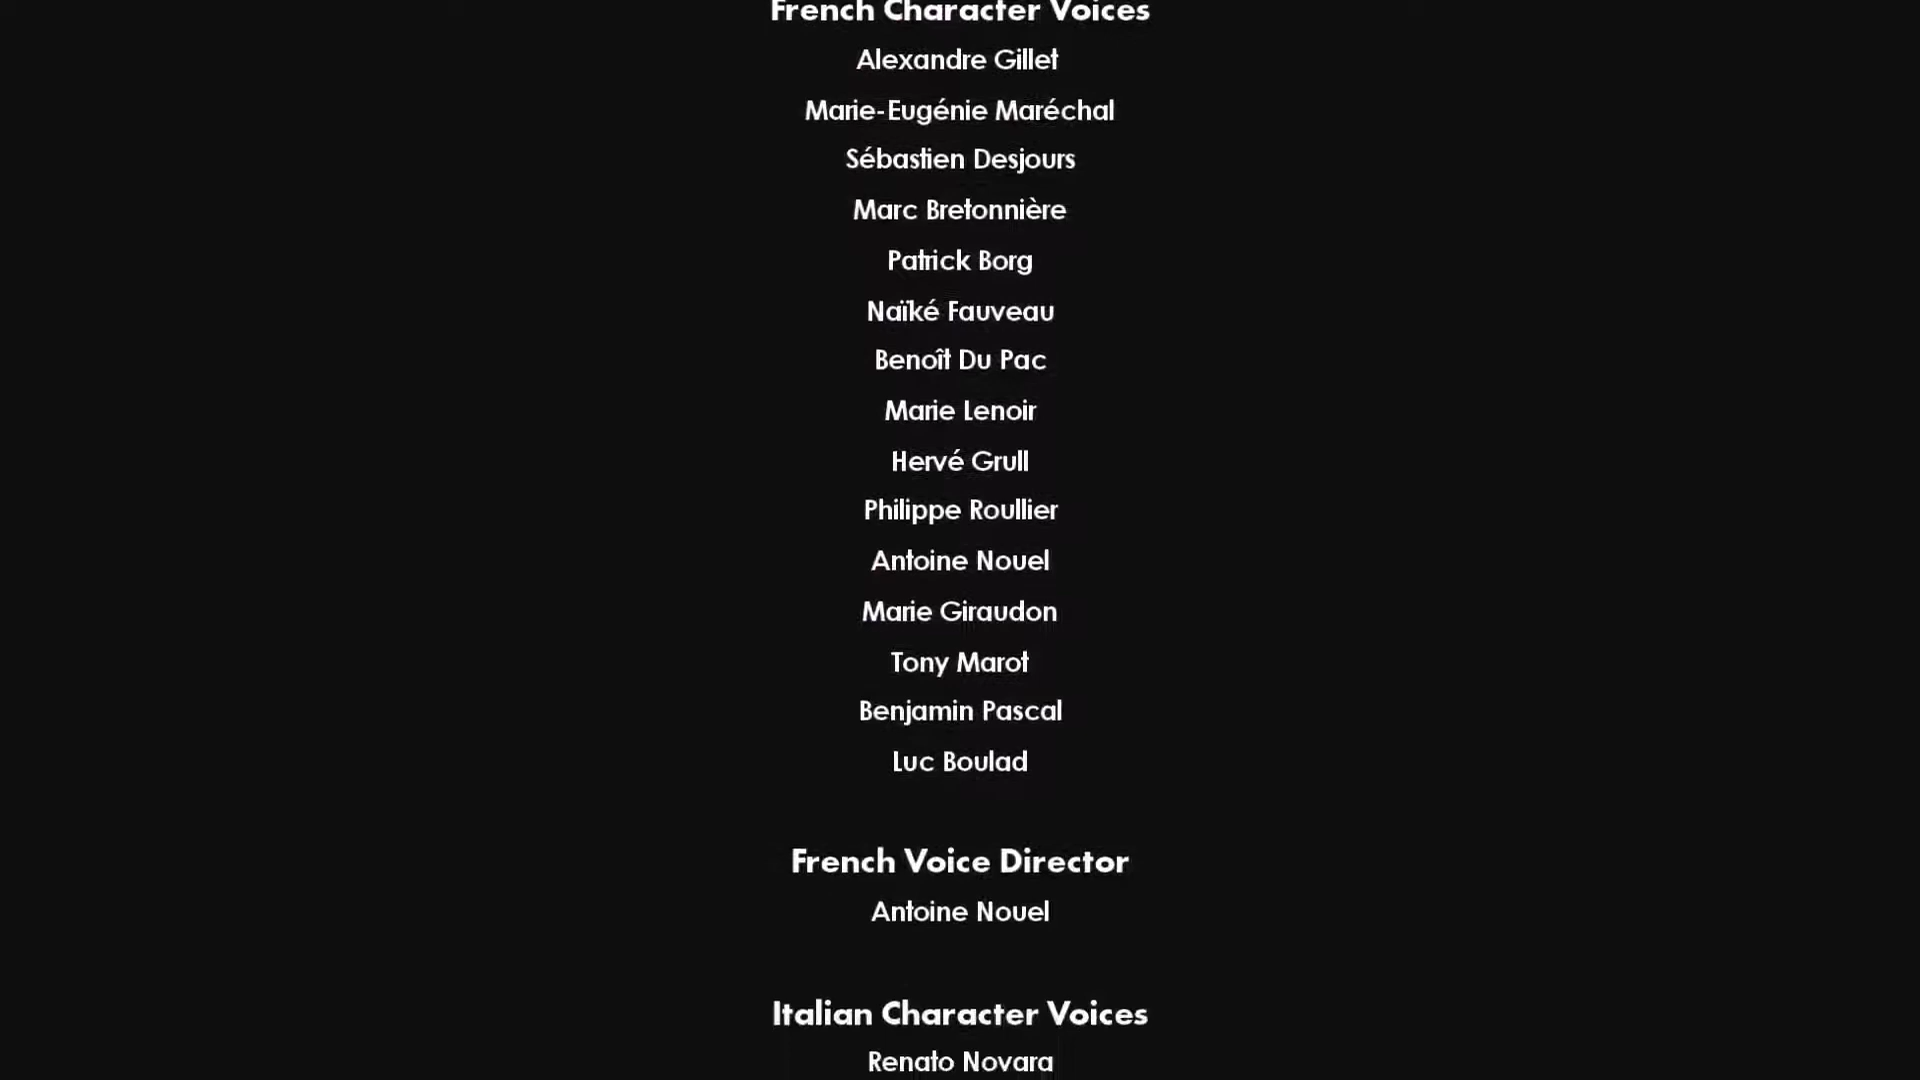 French Character Voices
Alexandre Gillet
Marie-Eugénie Maréchal
Sébastien Desjours
Marc Bretonnière
Patrick Borg
Naïké Fauveau
Benoît Du Pac
Marie Lenoir
Hervé Grull
Philippe Roullier
Antoine Nouel
Marie Giraudon
Tony Marot
Benjamin Pascal
Luc Boulad
French Voice Director
Antoine Nouel
Italian Character Voices
Renato Novara